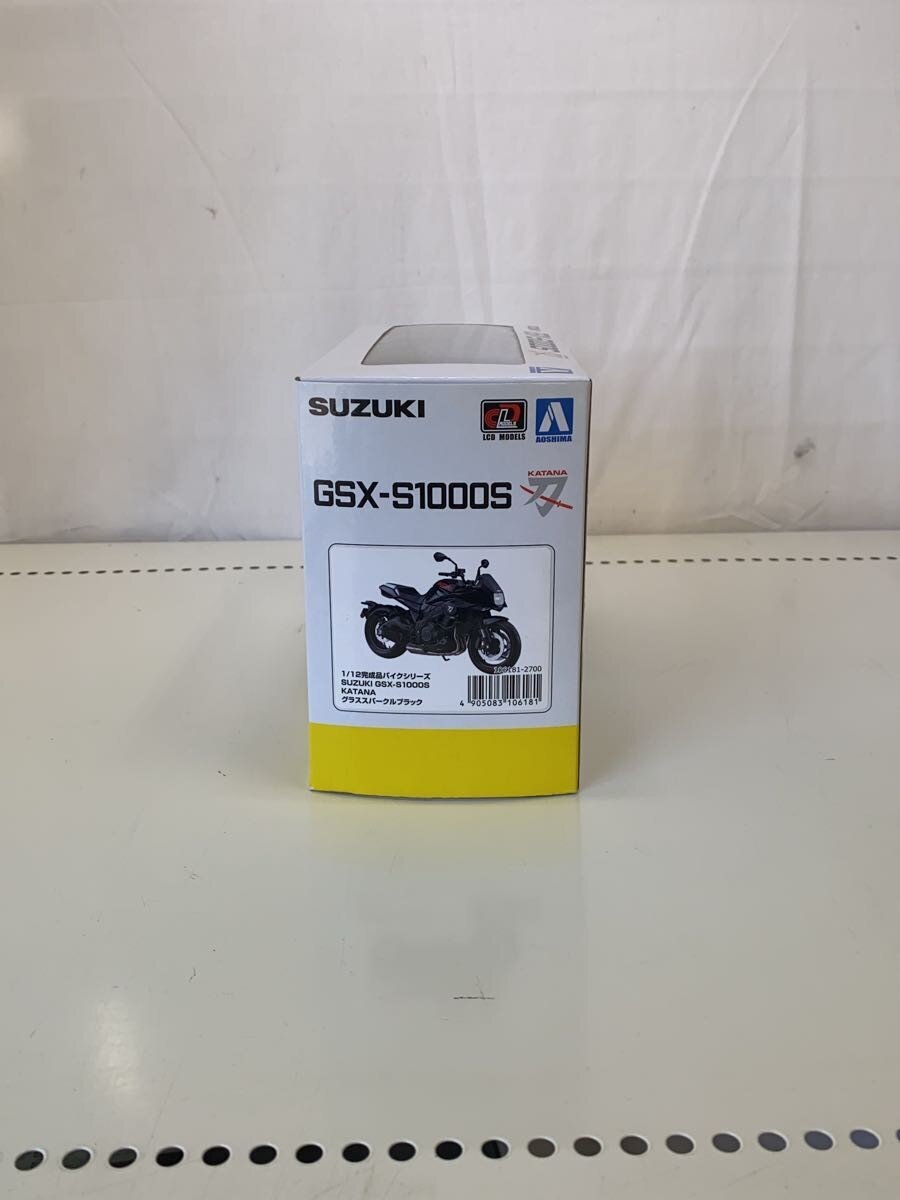 SUZUKI
LCD MODELS
AOSHIMA
GSX-S1000S
KATANA
刀
106181-2700
1/12完成品バイクシリーズ
SUZUKI GSX-S1000S
KATANA
グラススパークルブラック
4 905083 106181